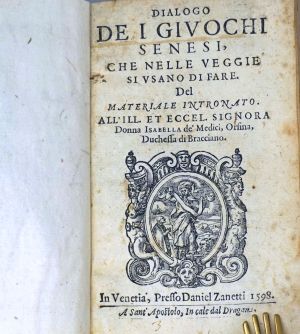 DIALOGO
DE I GIVOCHI
SENESI,
CHE NELLE VEGGIE
SI VSANO DI FARE.
Del
MATERIALE INTRONATO.
ALL'ILL. ET ECCEL. SIGNORA
Donna ISABELLA de' Medici, Orsina,
Duchessa di Bracciano.
In Venetia, Presso Daniel Zanetti 1598.
A Sant' Apostolo, In cale dal Dragan.